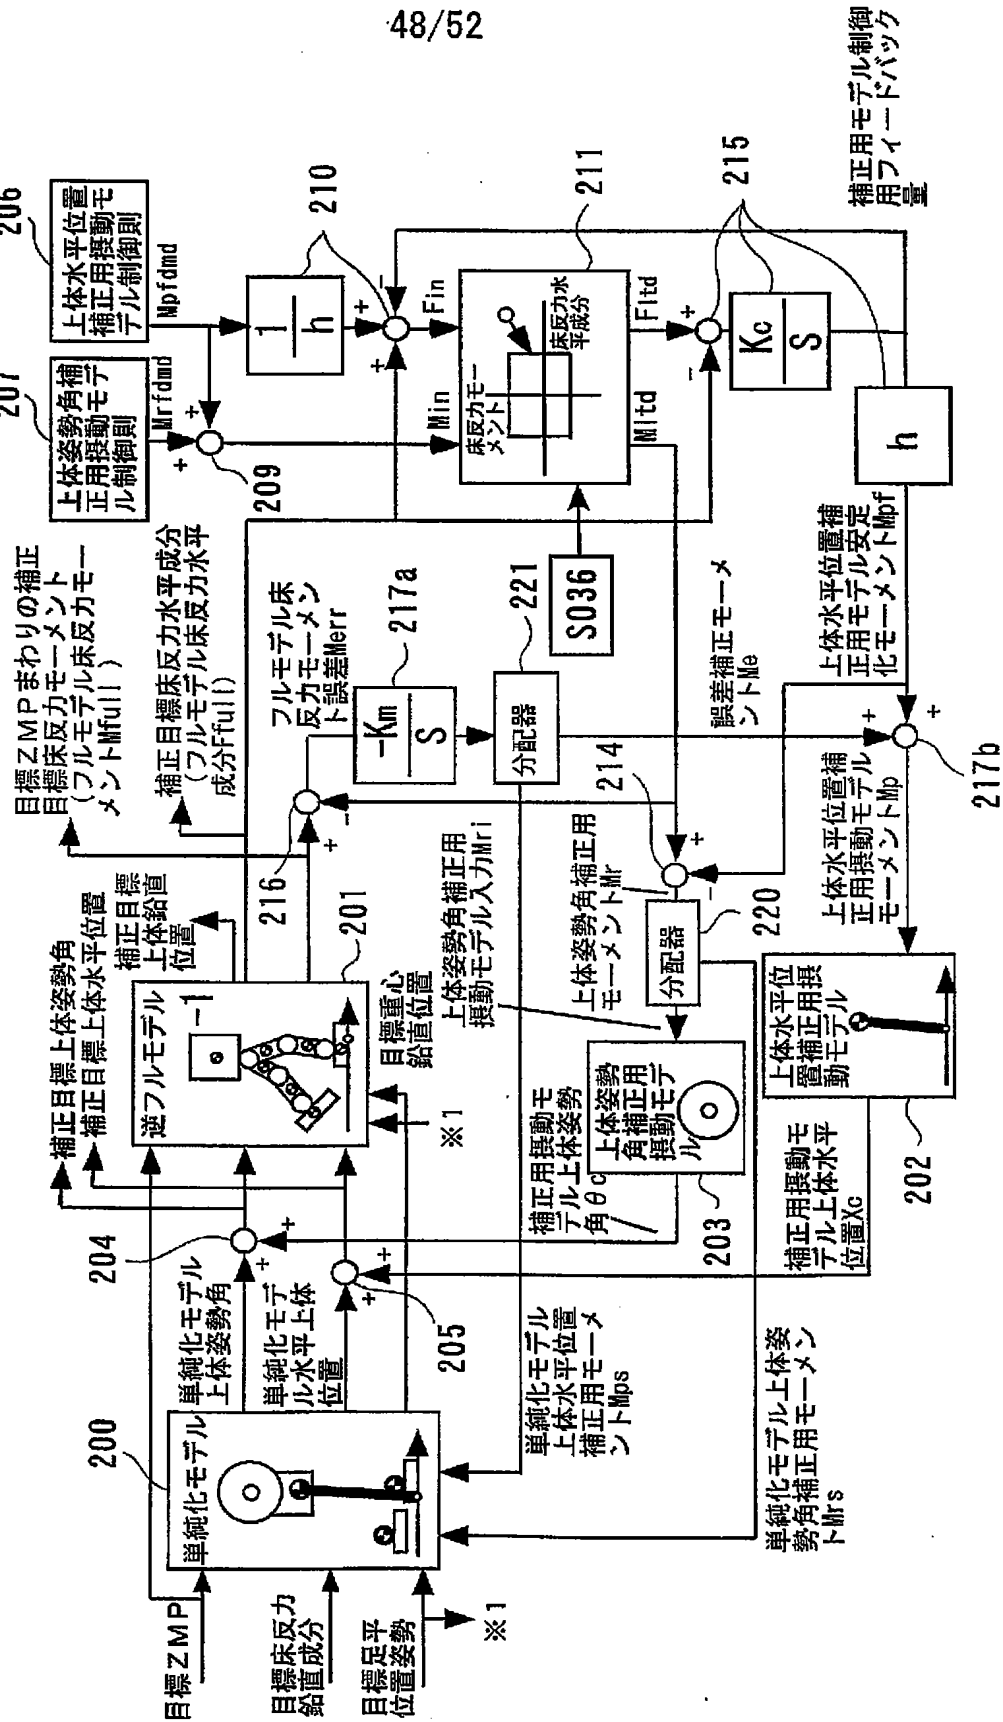 48/52
206
上体水平位置
補正用摂動モ
デル制御則
Mpfdmd
207
上体姿勢角補
正用摂動モデ
ル制御則
Mrfdmd
1
h
210
209
+
+
+
+
-
Fin
Min
床反力モー
メント
床反力水
平成分
211
Fltd
Mltd
SO36
+
-
Kc
S
215
h
補正用モデル制御
用フィードバック
量
目標ZMPまわりの補正
目標床反力モーメント
(フルモデル床反力モー
メントMfull)
補正目標床反力水平成分
(フルモデル床反力水平
成分Ffull)
フルモデル床
反力モーメン
ト誤差Merr
217a
-Km
S
221
分配器
216
+
-
誤差補正モーメ
ントMe
上体水平位置補
正用モデル安定
化モーメントMpf
214
+
-
+
+
217b
補正目標上体姿勢角
補正目標上体水平位置
補正目標
上体鉛直
位置
逆フルモデル
-1
201
目標重心
鉛直位置
※1
上体姿勢角補正用
摂動モデル入力Mri
上体姿勢角補正用
モーメントMr
分配器
220
上体水平位置補
正用摂動モデル
モーメントMp
上体水平位
置補正用摂
動モデル
202
上体姿勢
角補正用
摂動モデ
ル
203
補正用摂動モ
デル上体姿勢
角θc
補正用摂動モ
デル上体水平
位置Xc
204
+
+
205
+
+
単純化モデル
上体姿勢角
単純化モデ
ル水平上体
位置
200
単純化モデル
単純化モデル
上体水平位置
補正用モーメ
ントMps
単純化モデル上体姿
勢角補正用モーメン
トMrs
目標ZMP
目標床反力
鉛直成分
目標足平
位置姿勢
※1